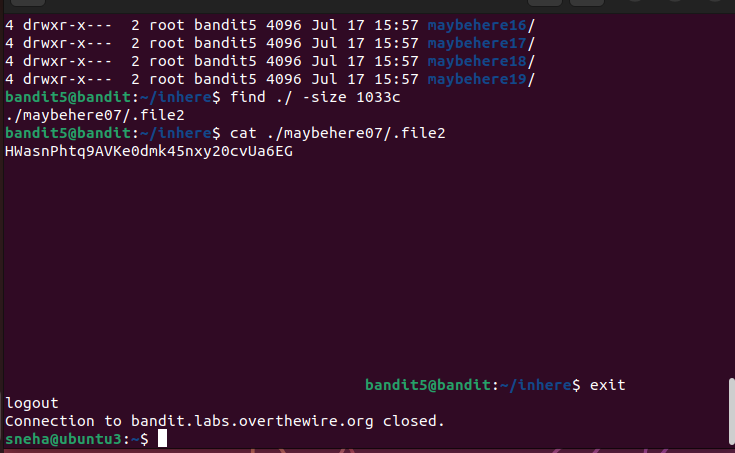 4 drwxr-x---  2 root bandit5 4096 Jul 17 15:57 maybehere16/
4 drwxr-x---  2 root bandit5 4096 Jul 17 15:57 maybehere17/
4 drwxr-x---  2 root bandit5 4096 Jul 17 15:57 maybehere18/
4 drwxr-x---  2 root bandit5 4096 Jul 17 15:57 maybehere19/
bandit5@bandit:~/inhere$ find ./ -size 1033c
./maybehere07/.file2
bandit5@bandit:~/inhere$ cat ./maybehere07/.file2
HWasnPhtq9AVKe0dmk45nxy20cvUa6EG
bandit5@bandit:~/inhere$ exit
logout
Connection to bandit.labs.overthewire.org closed.
sneha@ubuntu3:~$